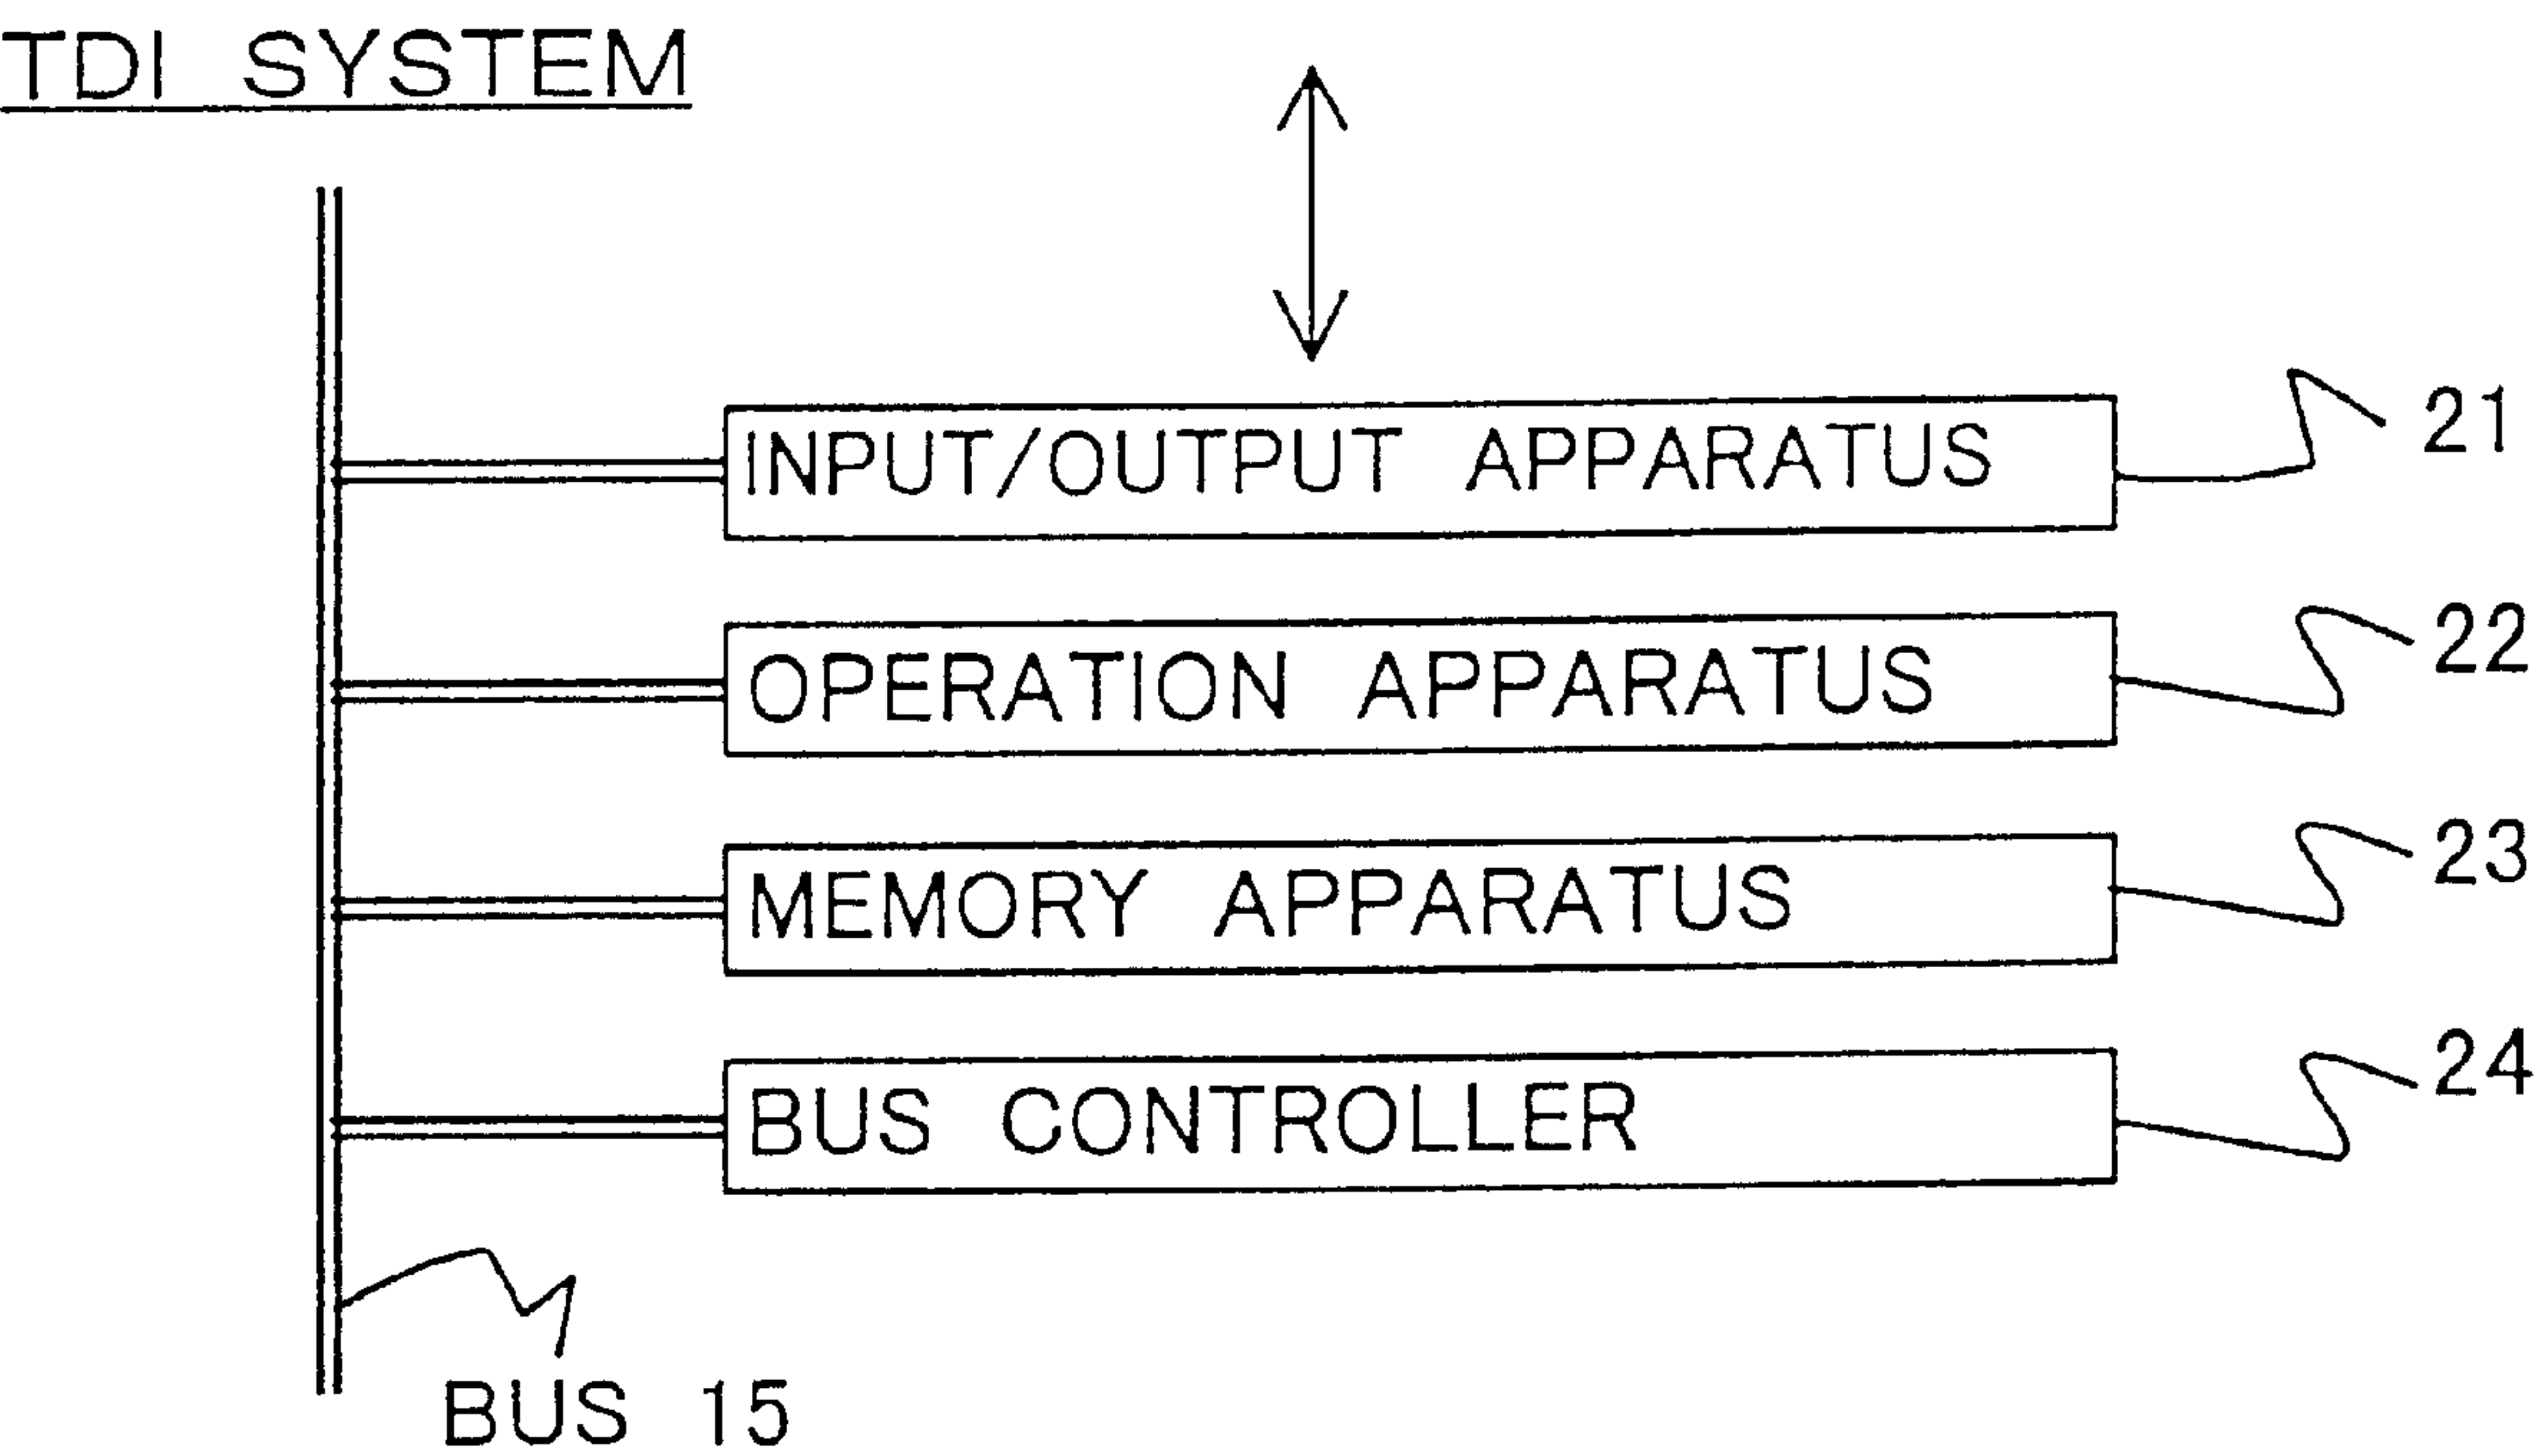 TDI SYSTEM
INPUT/OUTPUT APPARATUS 21
OPERATION APPARATUS 22
MEMORY APPARATUS 23
BUS CONTROLLER 24
BUS 15